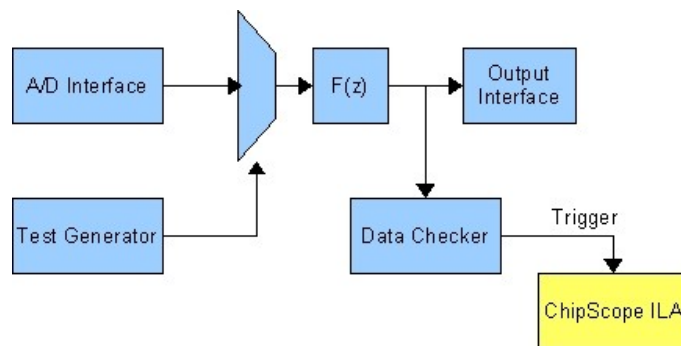 A/D Interface
F(z)
Output
Interface
Test Generator
Data Checker
Trigger
ChipScope ILA